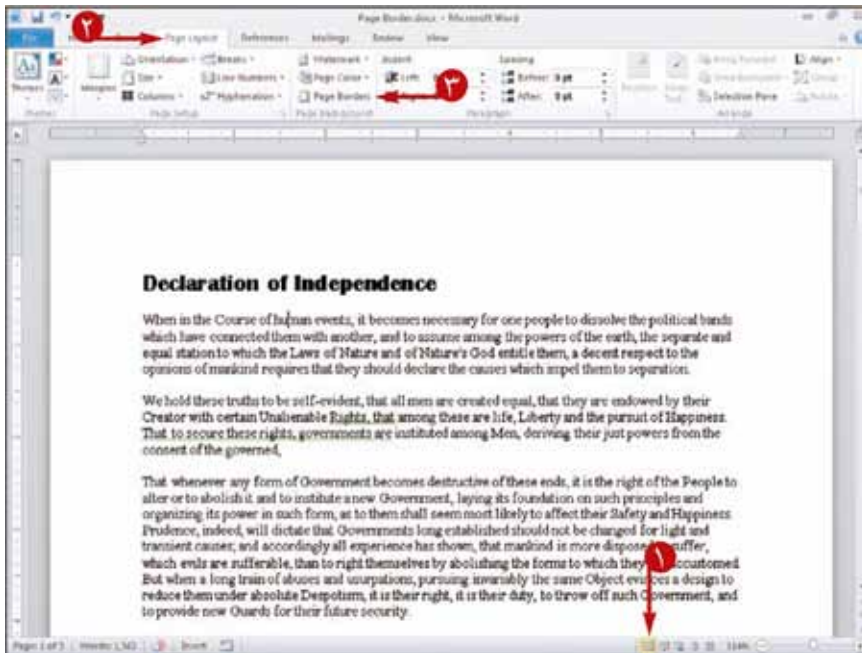 Page Border.docx - Microsoft Word
File Page Layout References Mailings Review View
Orientation Breaks Watermark Indent Spacing Align
Themes Margins Size Line Numbers Page Color Left: Before: 0 pt
Columns Hyphenation Page Borders After: 0 pt Selection Pane
Page Setup Page Background Paragraph Arrange
٢
٣
Declaration of Independence
When in the Course of human events, it becomes necessary for one people to dissolve the political bands
which have connected them with another, and to assume among the powers of the earth, the separate and
equal station to which the Laws of Nature and of Nature's God entitle them, a decent respect to the
opinions of mankind requires that they should declare the causes which impel them to separation.
We hold these truths to be self-evident, that all men are created equal, that they are endowed by their
Creator with certain Unalienable Rights, that among these are life, Liberty and the pursuit of Happiness.
That to secure these rights, governments are instituted among Men, deriving their just powers from the
consent of the governed,
That whenever any form of Government becomes destructive of these ends, it is the right of the People to
alter or to abolish it and to institute a new Government, laying its foundation on such principles and
organizing its power in such form, as to them shall seem most likely to affect their Safety and Happiness.
Prudence, indeed, will dictate that Governments long established should not be changed for light and
transient causes; and accordingly all experience has shown, that mankind is more disposed suffer,
which evils are sufferable, than to right themselves by abolishing the forms to which they accustomed.
But when a long train of abuses and usurpations, pursuing invariably the same Object evinces a design to
reduce them under absolute Despotism, it is their right, it is their duty, to throw off such Government, and
to provide new Guards for their future security.
١
Page: 1 of 3 Words: Insert 114%